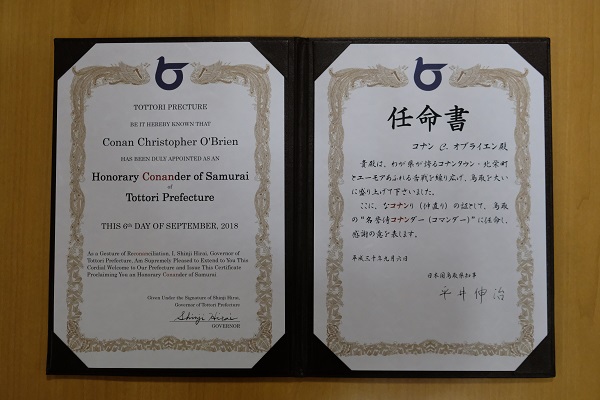 TOTTORI PRECTURE
BE IT HEREBY KNOWN THAT
Conan Christopher O'Brien
HAS BEEN DULY APPOINTED AS AN
Honorary Conander of Samurai
of
Tottori Prefecture
THIS 6th DAY OF SEPTEMBER, 2018
As a Gesture of Reconanciliation, I, Shinji Hirai, Governor of
Tottori Prefecture, Am Supremely Pleased to Extend to You This
Cordial Welcome to Our Prefecture and Issue This Certificate
Proclaiming You an Honorary Conander of Samurai
Given Under the Signature of Shinji Hirai,
Governor of Tottori Prefecture
Shinji Hirai
GOVERNOR
任命書
コナン C. オブライエン殿
貴殿は、わが県が誇るコナンタウン・北栄町
とユーモアあふれる舌戦を繰り広げ、鳥取を大い
に盛り上げて下さいました。
ここに、なコナンり(仲直り)の証として、鳥取
の“名誉侍コナンダー(コマンダー)”に任命し、
感謝の意を表します。
平成三十年九月六日
日本国鳥取県知事
平井伸治